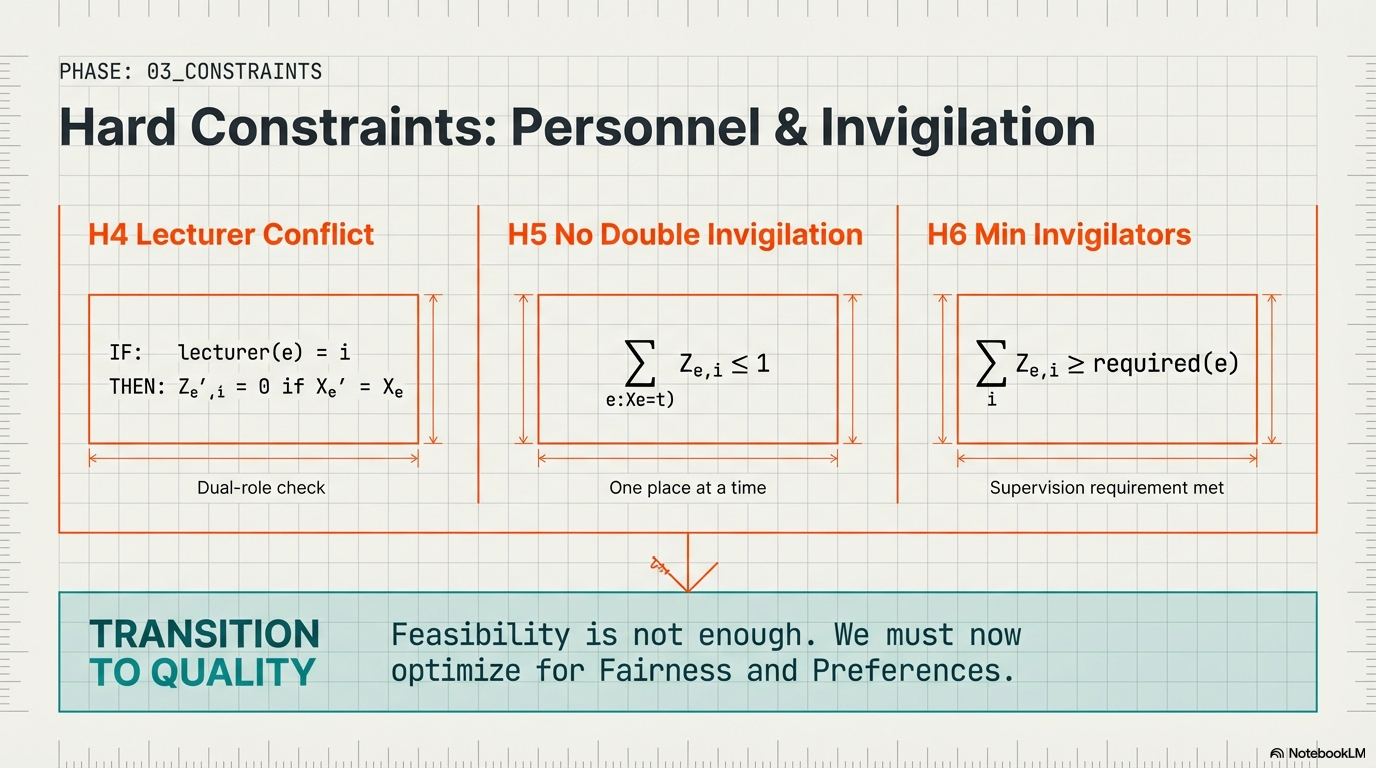 PHASE: 03_CONSTRAINTS
Hard Constraints: Personnel & Invigilation
H4 Lecturer Conflict
IF: lecturer(e) = i
THEN: Zₑ′,ᵢ = 0 if Xₑ′ = Xₑ
Dual-role check
H5 No Double Invigilation
∑ Zₑ,ᵢ ≤ 1
e:Xe=t)
One place at a time
H6 Min Invigilators
∑ Zₑ,ᵢ ≥ required(e)
i
Supervision requirement met
TRANSITION
TO QUALITY
Feasibility is not enough. We must now
optimize for Fairness and Preferences.
NotebookLM